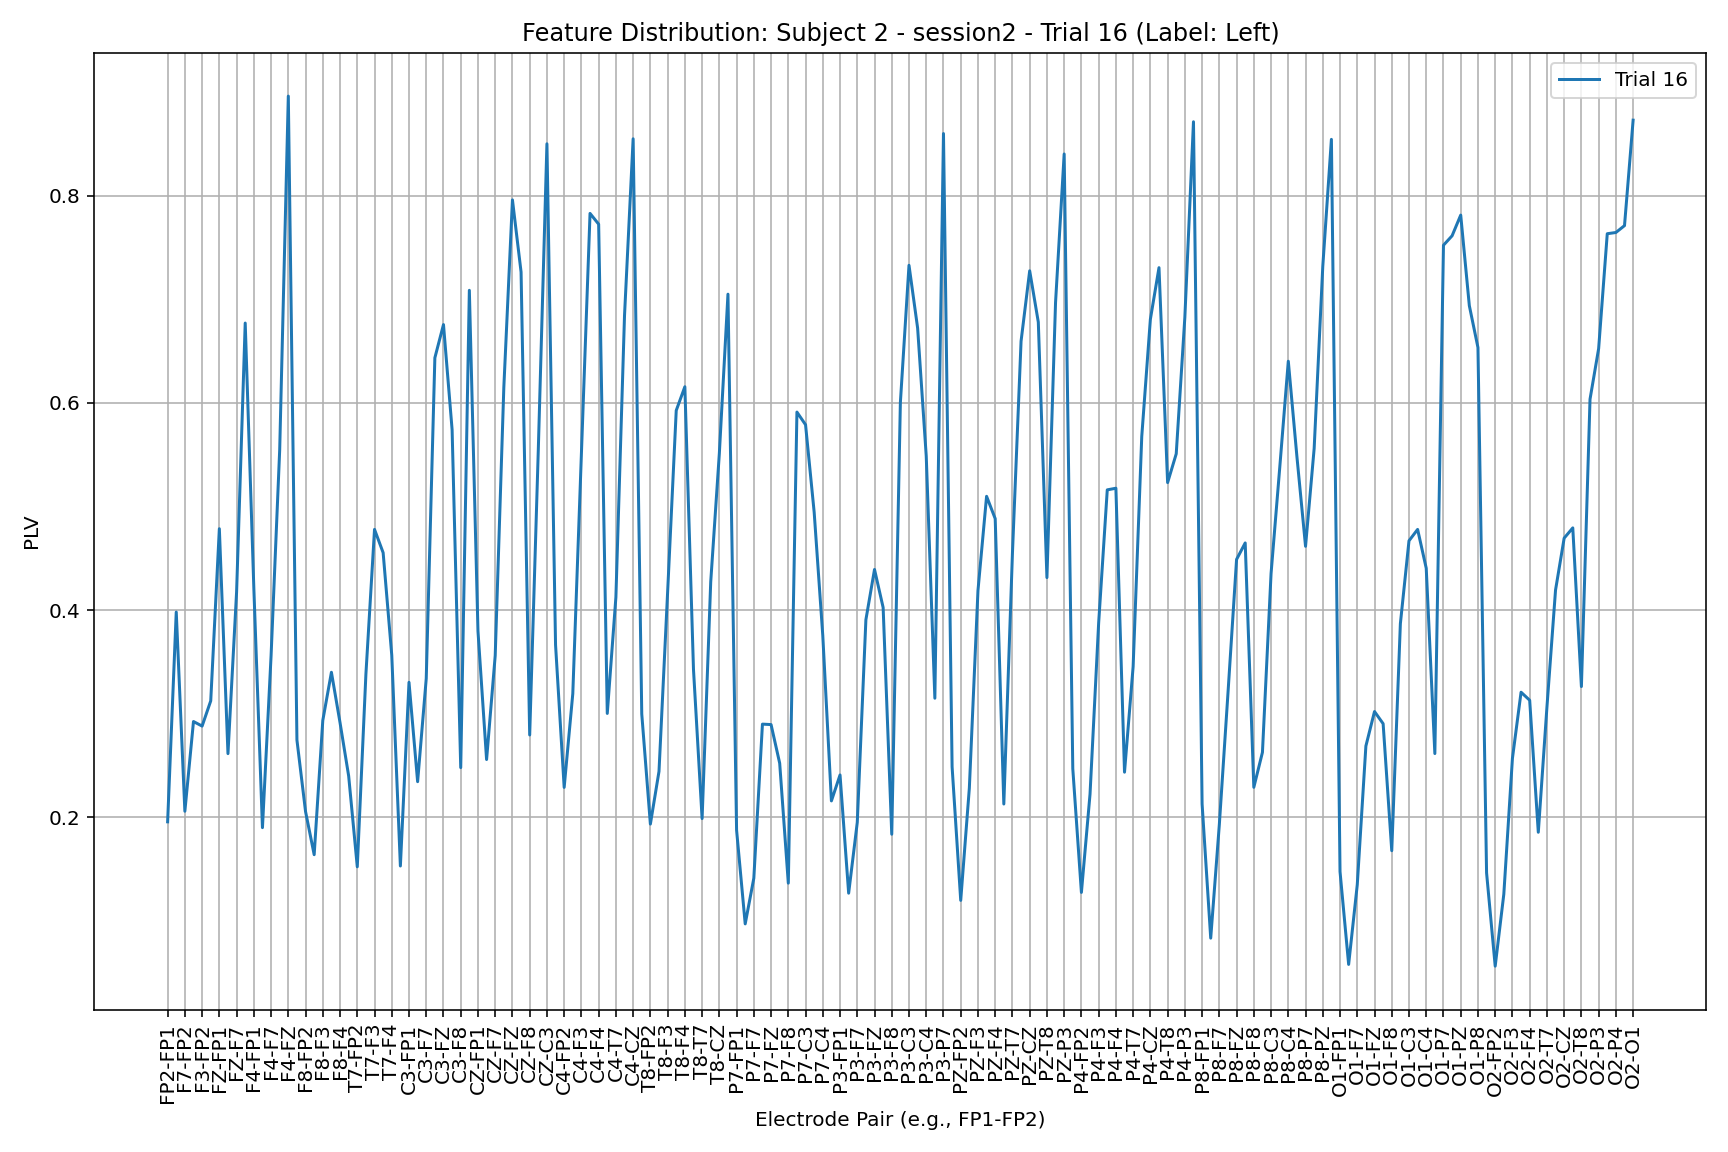 Feature Distribution: Subject 2 - session2 - Trial 16 (Label: Left)
Trial 16
PLV
0.8
0.6
0.4
0.2
FP2-FP1
F7-FP2
F3-FP2
FZ-FP1
FZ-F7
F4-FP1
F4-F7
F4-FZ
F8-FP2
F8-F3
F8-F4
T7-FP2
T7-F3
T7-F4
C3-FP1
C3-F7
C3-FZ
C3-F8
CZ-FP1
CZ-F7
CZ-FZ
CZ-F8
CZ-C3
C4-FP2
C4-F3
C4-F4
C4-T7
C4-CZ
T8-FP2
T8-F3
T8-F4
T8-T7
T8-CZ
P7-FP1
P7-F7
P7-FZ
P7-F8
P7-C3
P7-C4
P3-FP1
P3-F7
P3-FZ
P3-F8
P3-C3
P3-C4
P3-P7
PZ-FP2
PZ-F3
PZ-F4
PZ-T7
PZ-CZ
PZ-T8
PZ-P3
P4-FP2
P4-F3
P4-F4
P4-T7
P4-CZ
P4-T8
P4-P3
P8-FP1
P8-F7
P8-FZ
P8-F8
P8-C3
P8-C4
P8-P7
P8-PZ
O1-FP1
O1-F7
O1-FZ
O1-F8
O1-C3
O1-C4
O1-P7
O1-PZ
O1-P8
O2-FP2
O2-F3
O2-F4
O2-T7
O2-CZ
O2-T8
O2-P3
O2-P4
O2-O1
Electrode Pair (e.g., FP1-FP2)